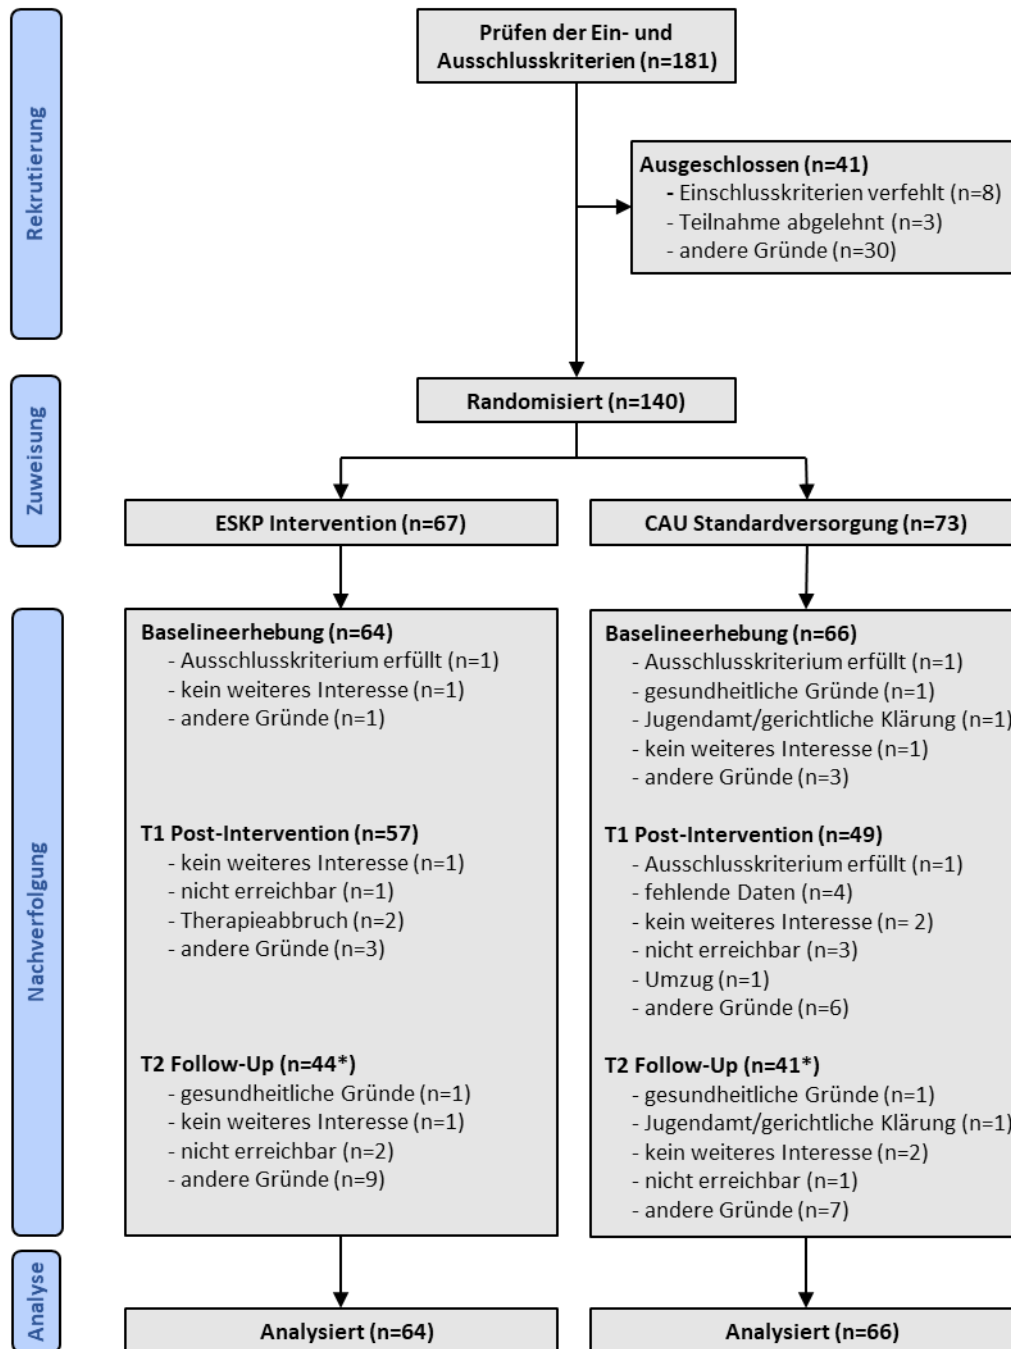 Rekrutierung
Prüfen der Ein- und
Ausschlusskriterien (n=181)
Ausgeschlossen (n=41)
- Einschlusskriterien verfehlt (n=8)
- Teilnahme abgelehnt (n=3)
- andere Gründe (n=30)
Zuweisung
Randomisiert (n=140)
ESKP Intervention (n=67)
CAU Standardversorgung (n=73)
Nachverfolgung
Baselineerhebung (n=64)
- Ausschlusskriterium erfüllt (n=1)
- kein weiteres Interesse (n=1)
- andere Gründe (n=1)
T1 Post-Intervention (n=57)
- kein weiteres Interesse (n=1)
- nicht erreichbar (n=1)
- Therapieabbruch (n=2)
- andere Gründe (n=3)
T2 Follow-Up (n=44*)
- gesundheitliche Gründe (n=1)
- kein weiteres Interesse (n=1)
- nicht erreichbar (n=2)
- andere Gründe (n=9)
Baselineerhebung (n=66)
- Ausschlusskriterium erfüllt (n=1)
- gesundheitliche Gründe (n=1)
- Jugendamt/gerichtliche Klärung (n=1)
- kein weiteres Interesse (n=1)
- andere Gründe (n=3)
T1 Post-Intervention (n=49)
- Ausschlusskriterium erfüllt (n=1)
- fehlende Daten (n=4)
- kein weiteres Interesse (n= 2)
- nicht erreichbar (n=3)
- Umzug (n=1)
- andere Gründe (n=6)
T2 Follow-Up (n=41*)
- gesundheitliche Gründe (n=1)
- Jugendamt/gerichtliche Klärung (n=1)
- kein weiteres Interesse (n=2)
- nicht erreichbar (n=1)
- andere Gründe (n=7)
Analyse
Analysiert (n=64)
Analysiert (n=66)